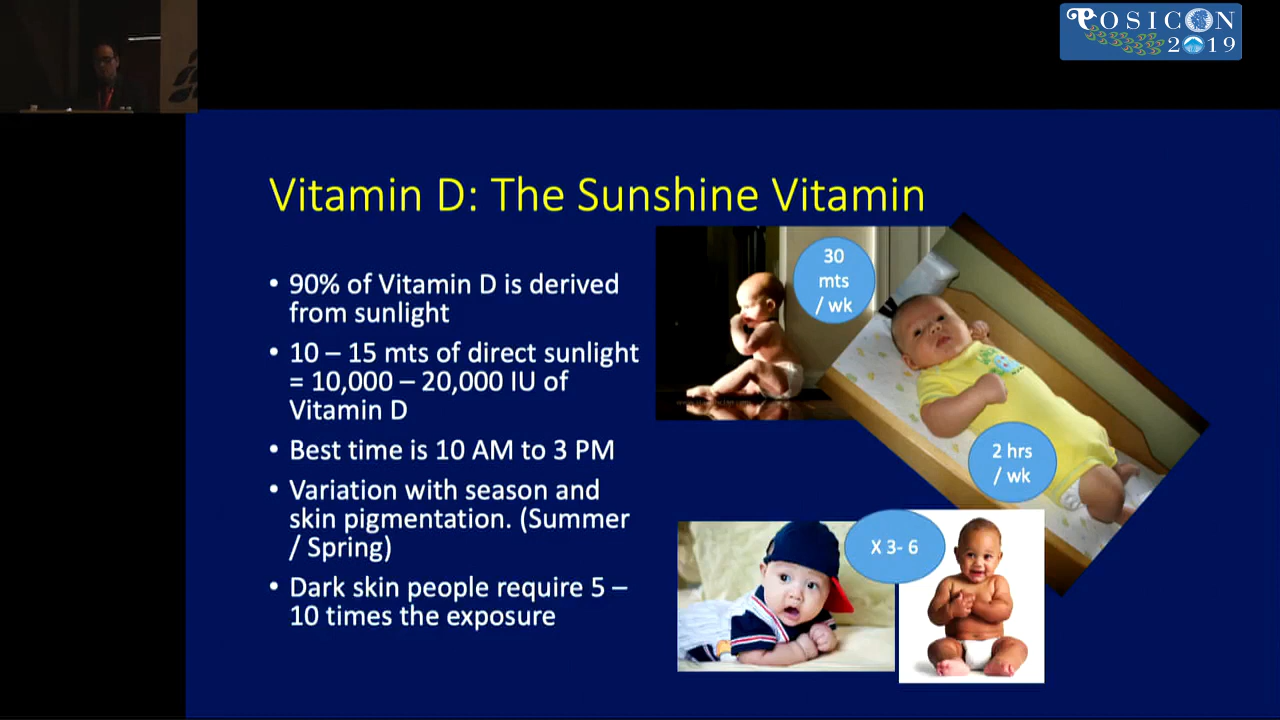 POSICON
2019
Vitamin D: The Sunshine Vitamin
• 90% of Vitamin D is derived
from sunlight
• 10 – 15 mts of direct sunlight
= 10,000 – 20,000 IU of
Vitamin D
• Best time is 10 AM to 3 PM
• Variation with season and
skin pigmentation. (Summer
/ Spring)
• Dark skin people require 5 –
10 times the exposure
30
mts
/ wk
2 hrs
/ wk
X 3- 6